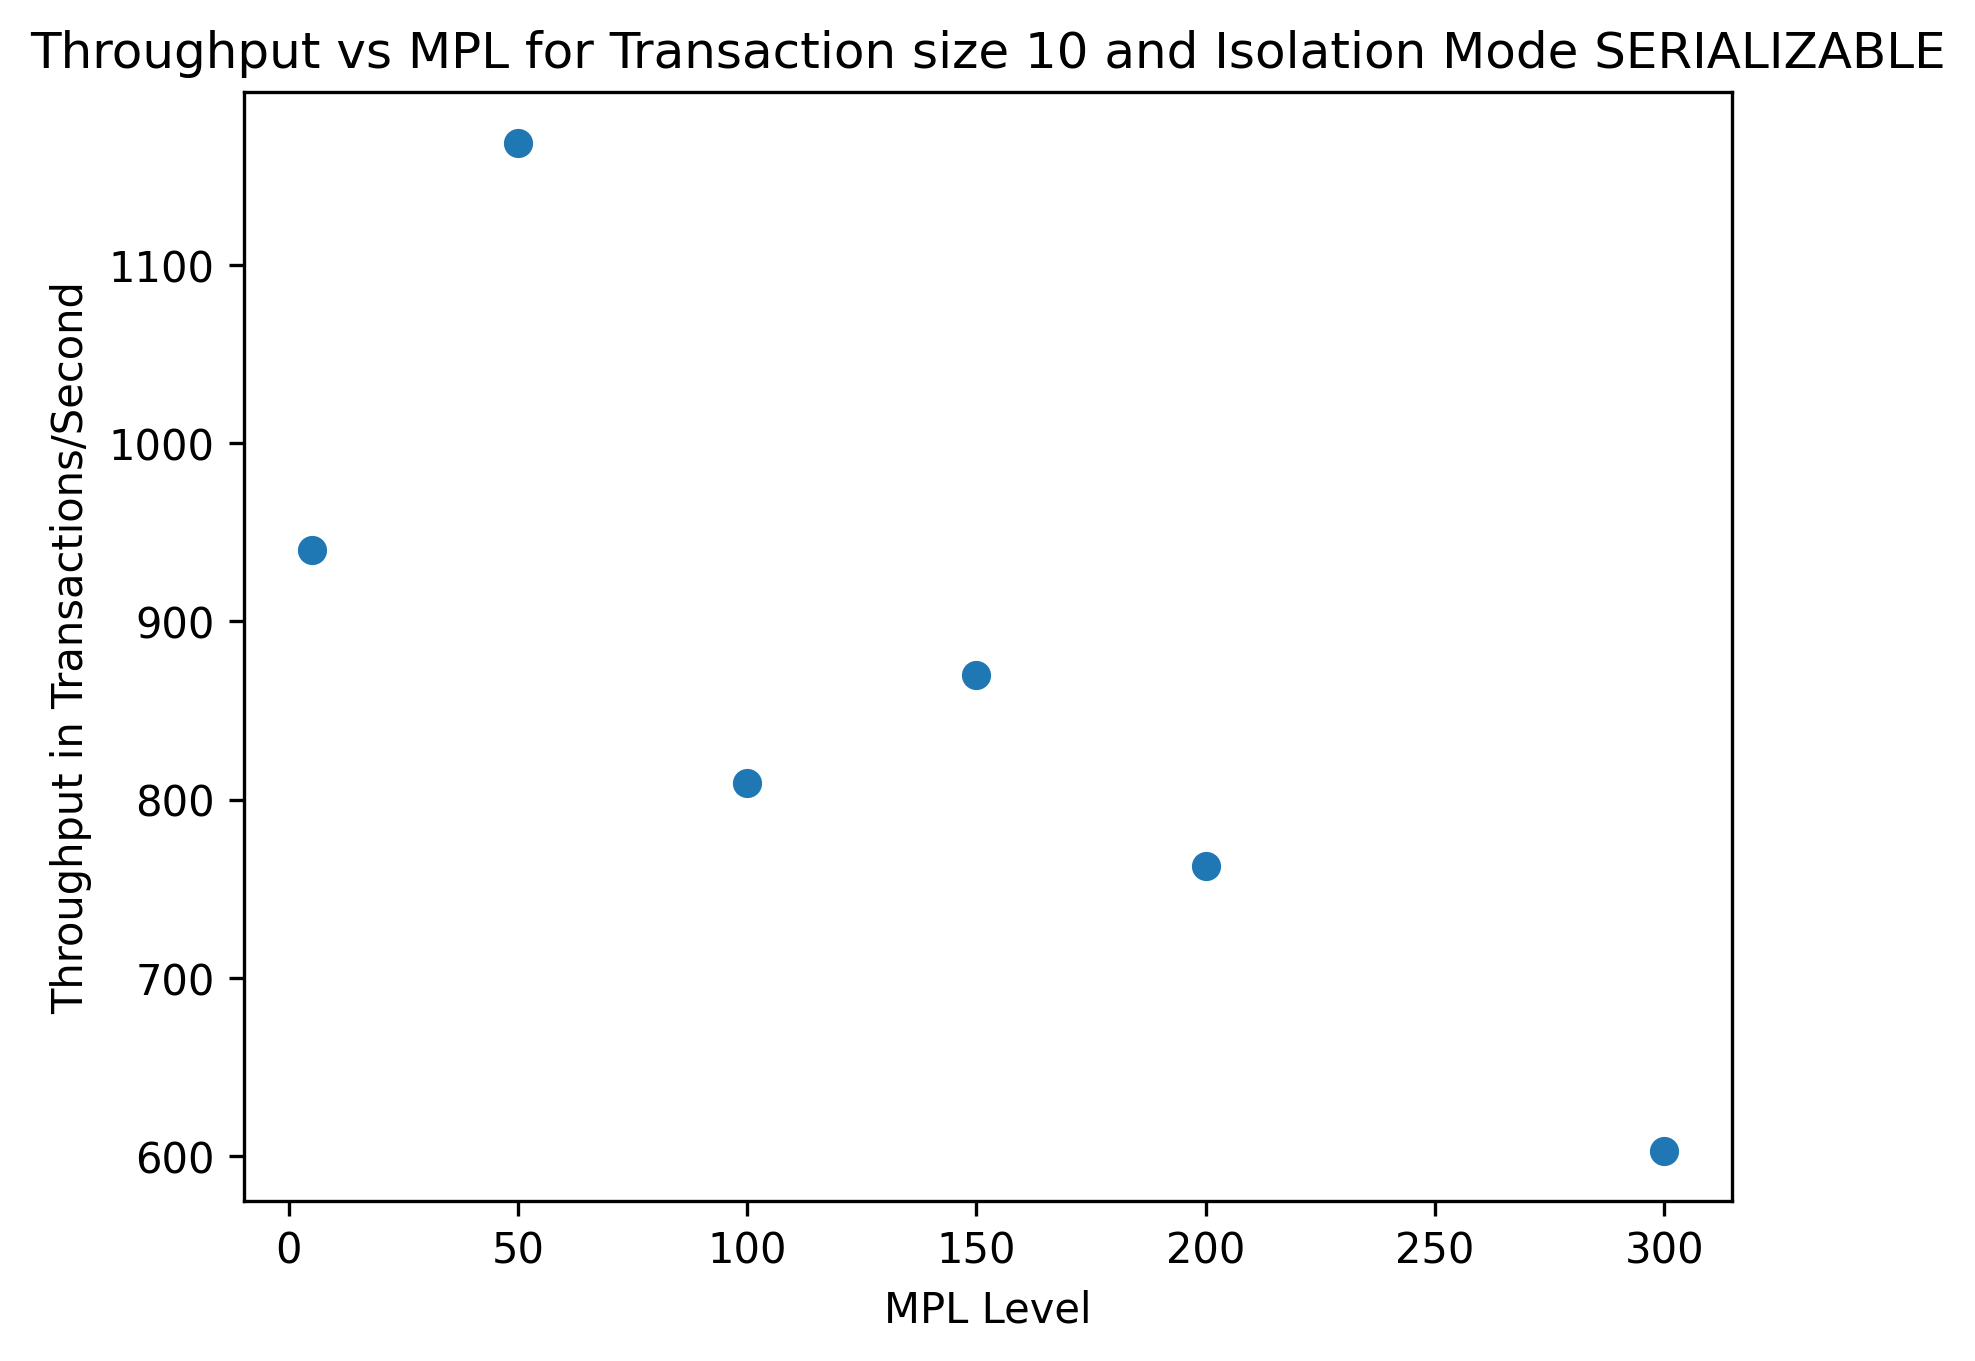 Throughput vs MPL for Transaction size 10 and Isolation Mode SERIALIZABLE
Throughput in Transactions/Second
1100
1000
900
800
700
600
0 50 100 150 200 250 300
MPL Level